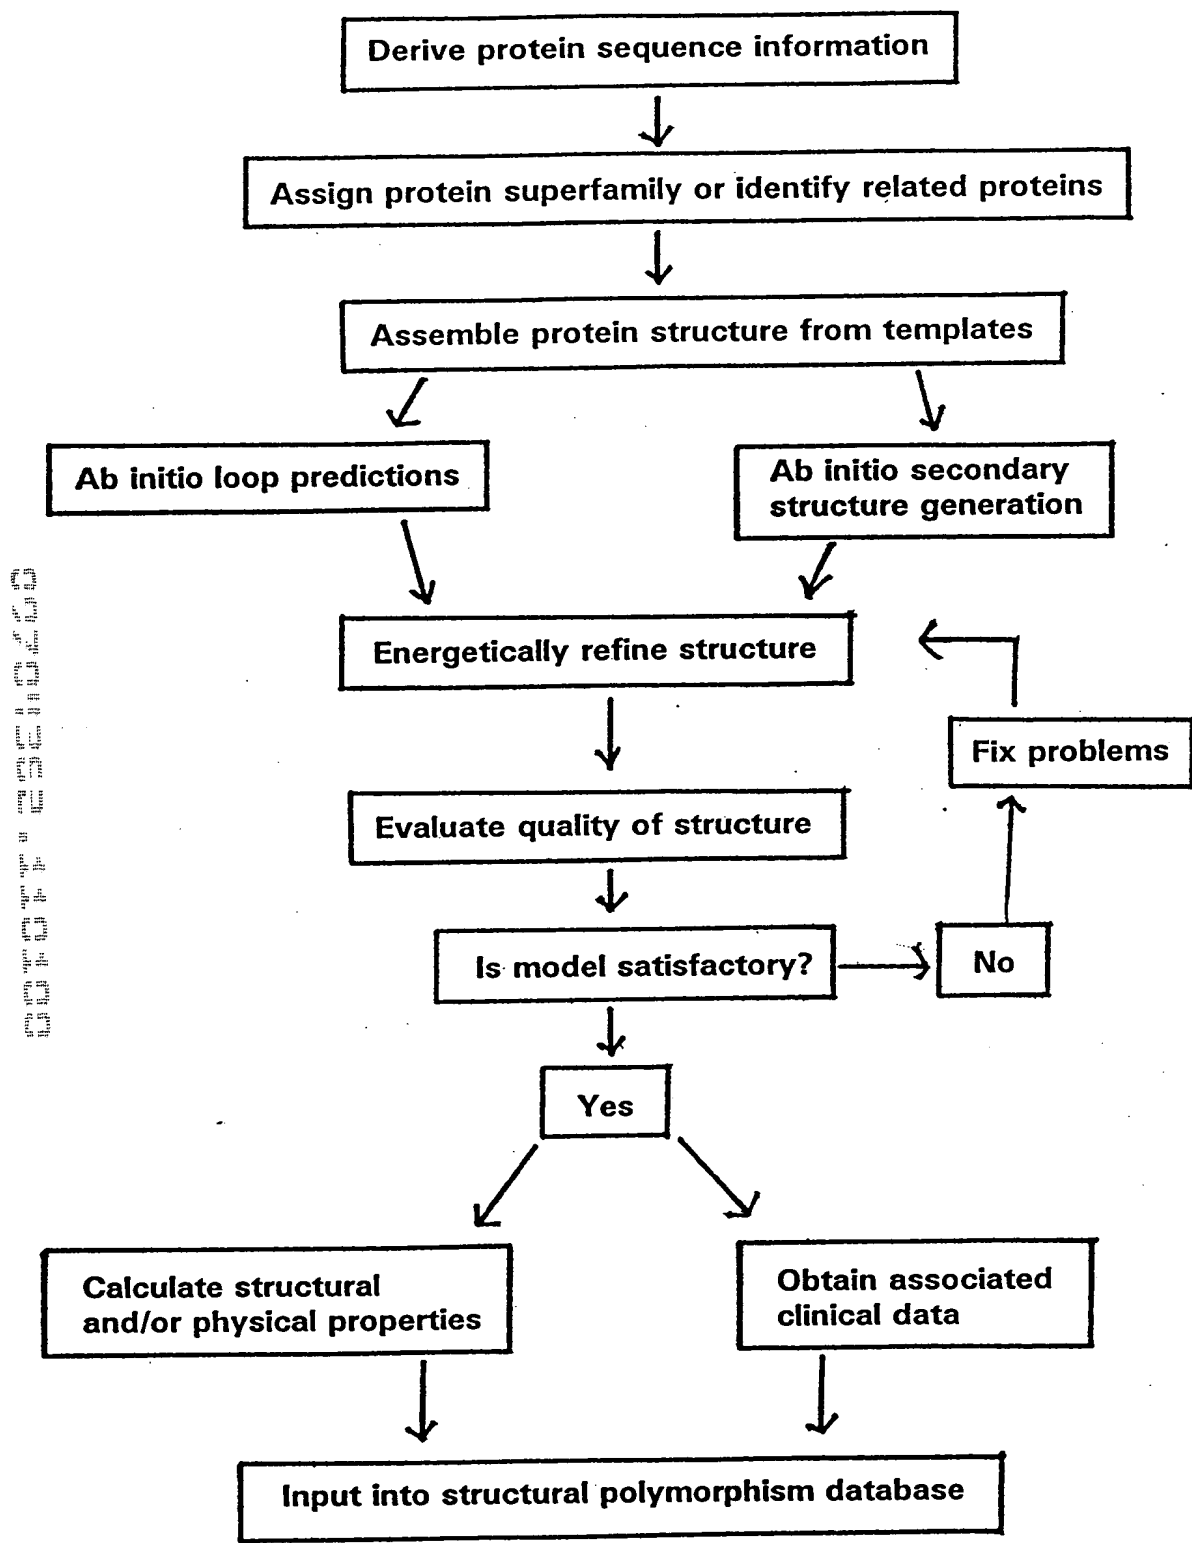 Derive protein sequence information
Assign protein superfamily or identify related proteins
Assemble protein structure from templates
Ab initio loop predictions
Ab initio secondary
structure generation
Energetically refine structure
Fix problems
Evaluate quality of structure
Is model satisfactory?
No
Yes
Calculate structural
and/or physical properties
Obtain associated
clinical data
Input into structural polymorphism database